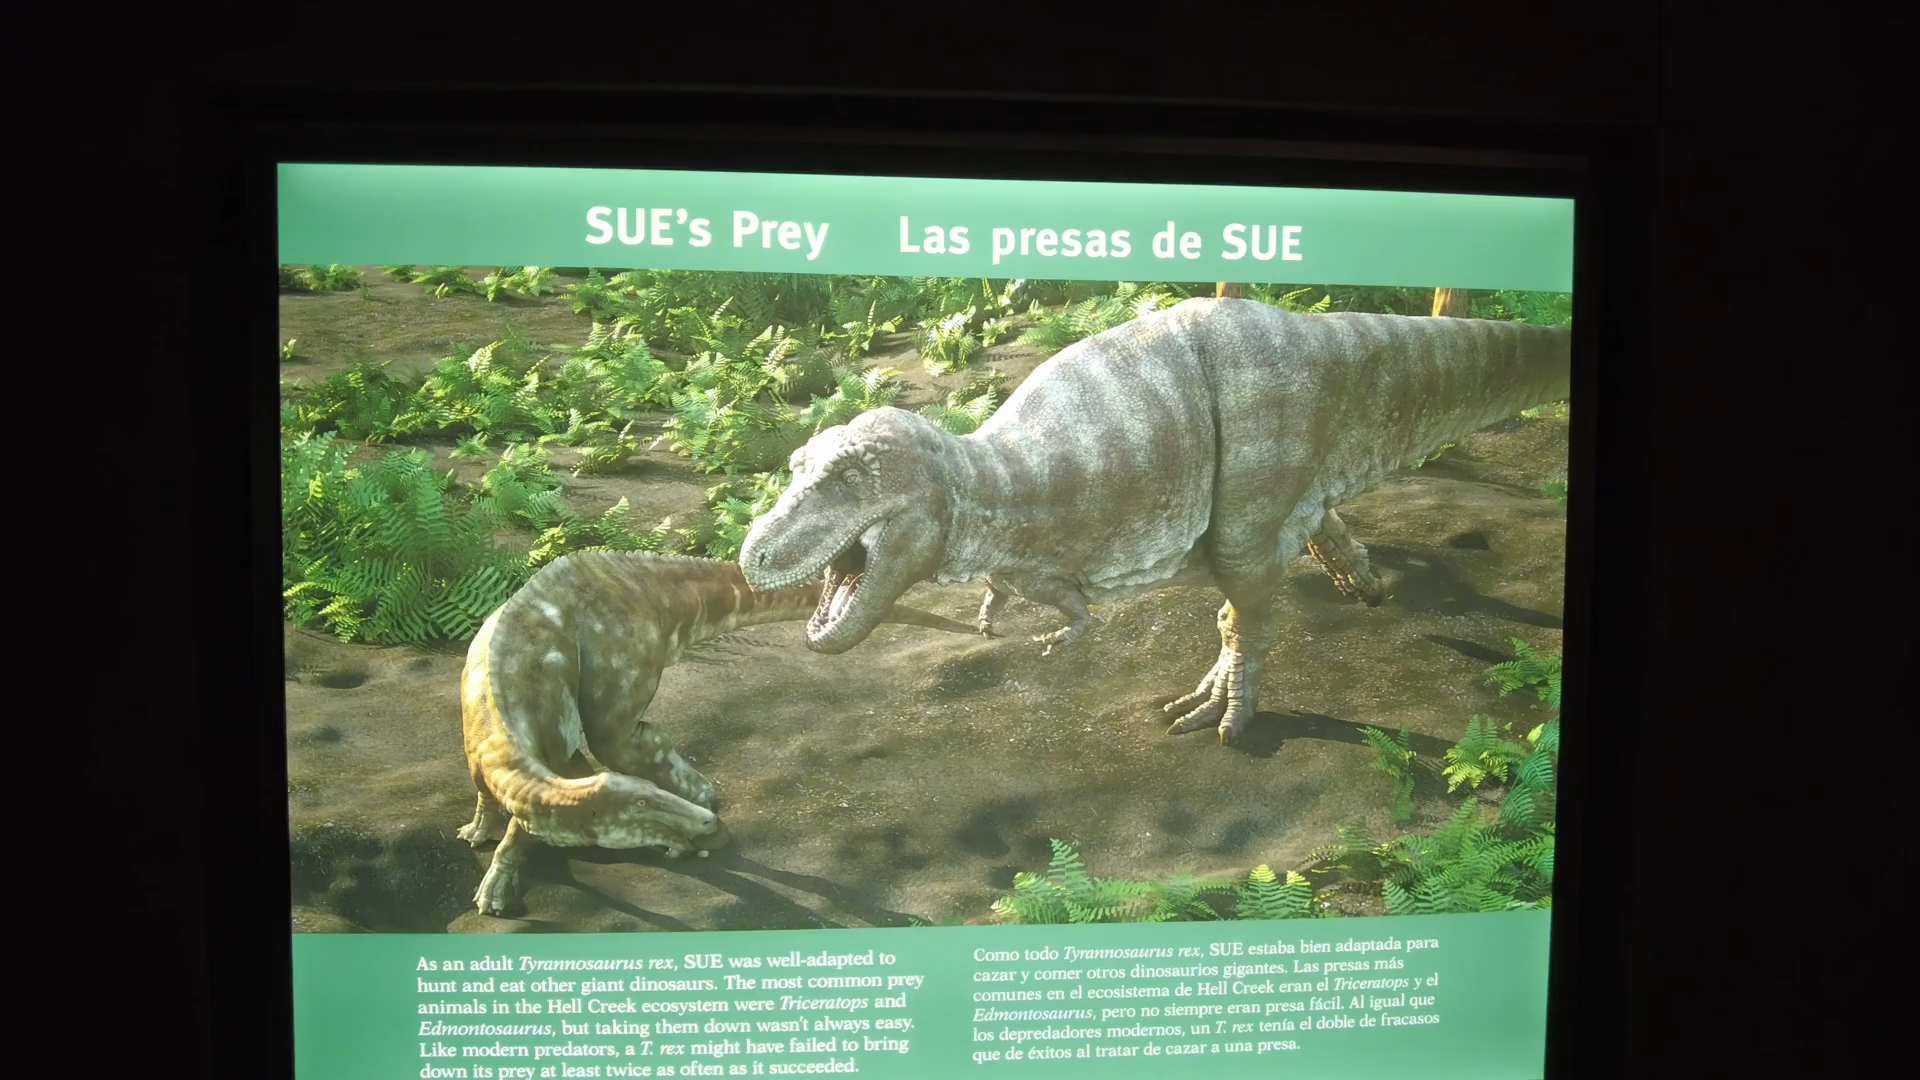 SUE’s Prey
Las presas de SUE
As an adult Tyrannosaurus rex, SUE was well-adapted to
hunt and eat other giant dinosaurs. The most common prey
animals in the Hell Creek ecosystem were Triceratops and
Edmontosaurus, but taking them down wasn't always easy.
Like modern predators, a T. rex might have failed to bring
down its prey at least twice as often as it succeeded.
Como todo Tyrannosaurus rex, SUE estaba bien adaptada para
cazar y comer otros dinosaurios gigantes. Las presas más
comunes en el ecosistema de Hell Creek eran el Triceratops y el
Edmontosaurus, pero no siempre eran presa fácil. Al igual que
los depredadores modernos, un T. rex tenía el doble de fracasos
que de éxitos al tratar de cazar a una presa.